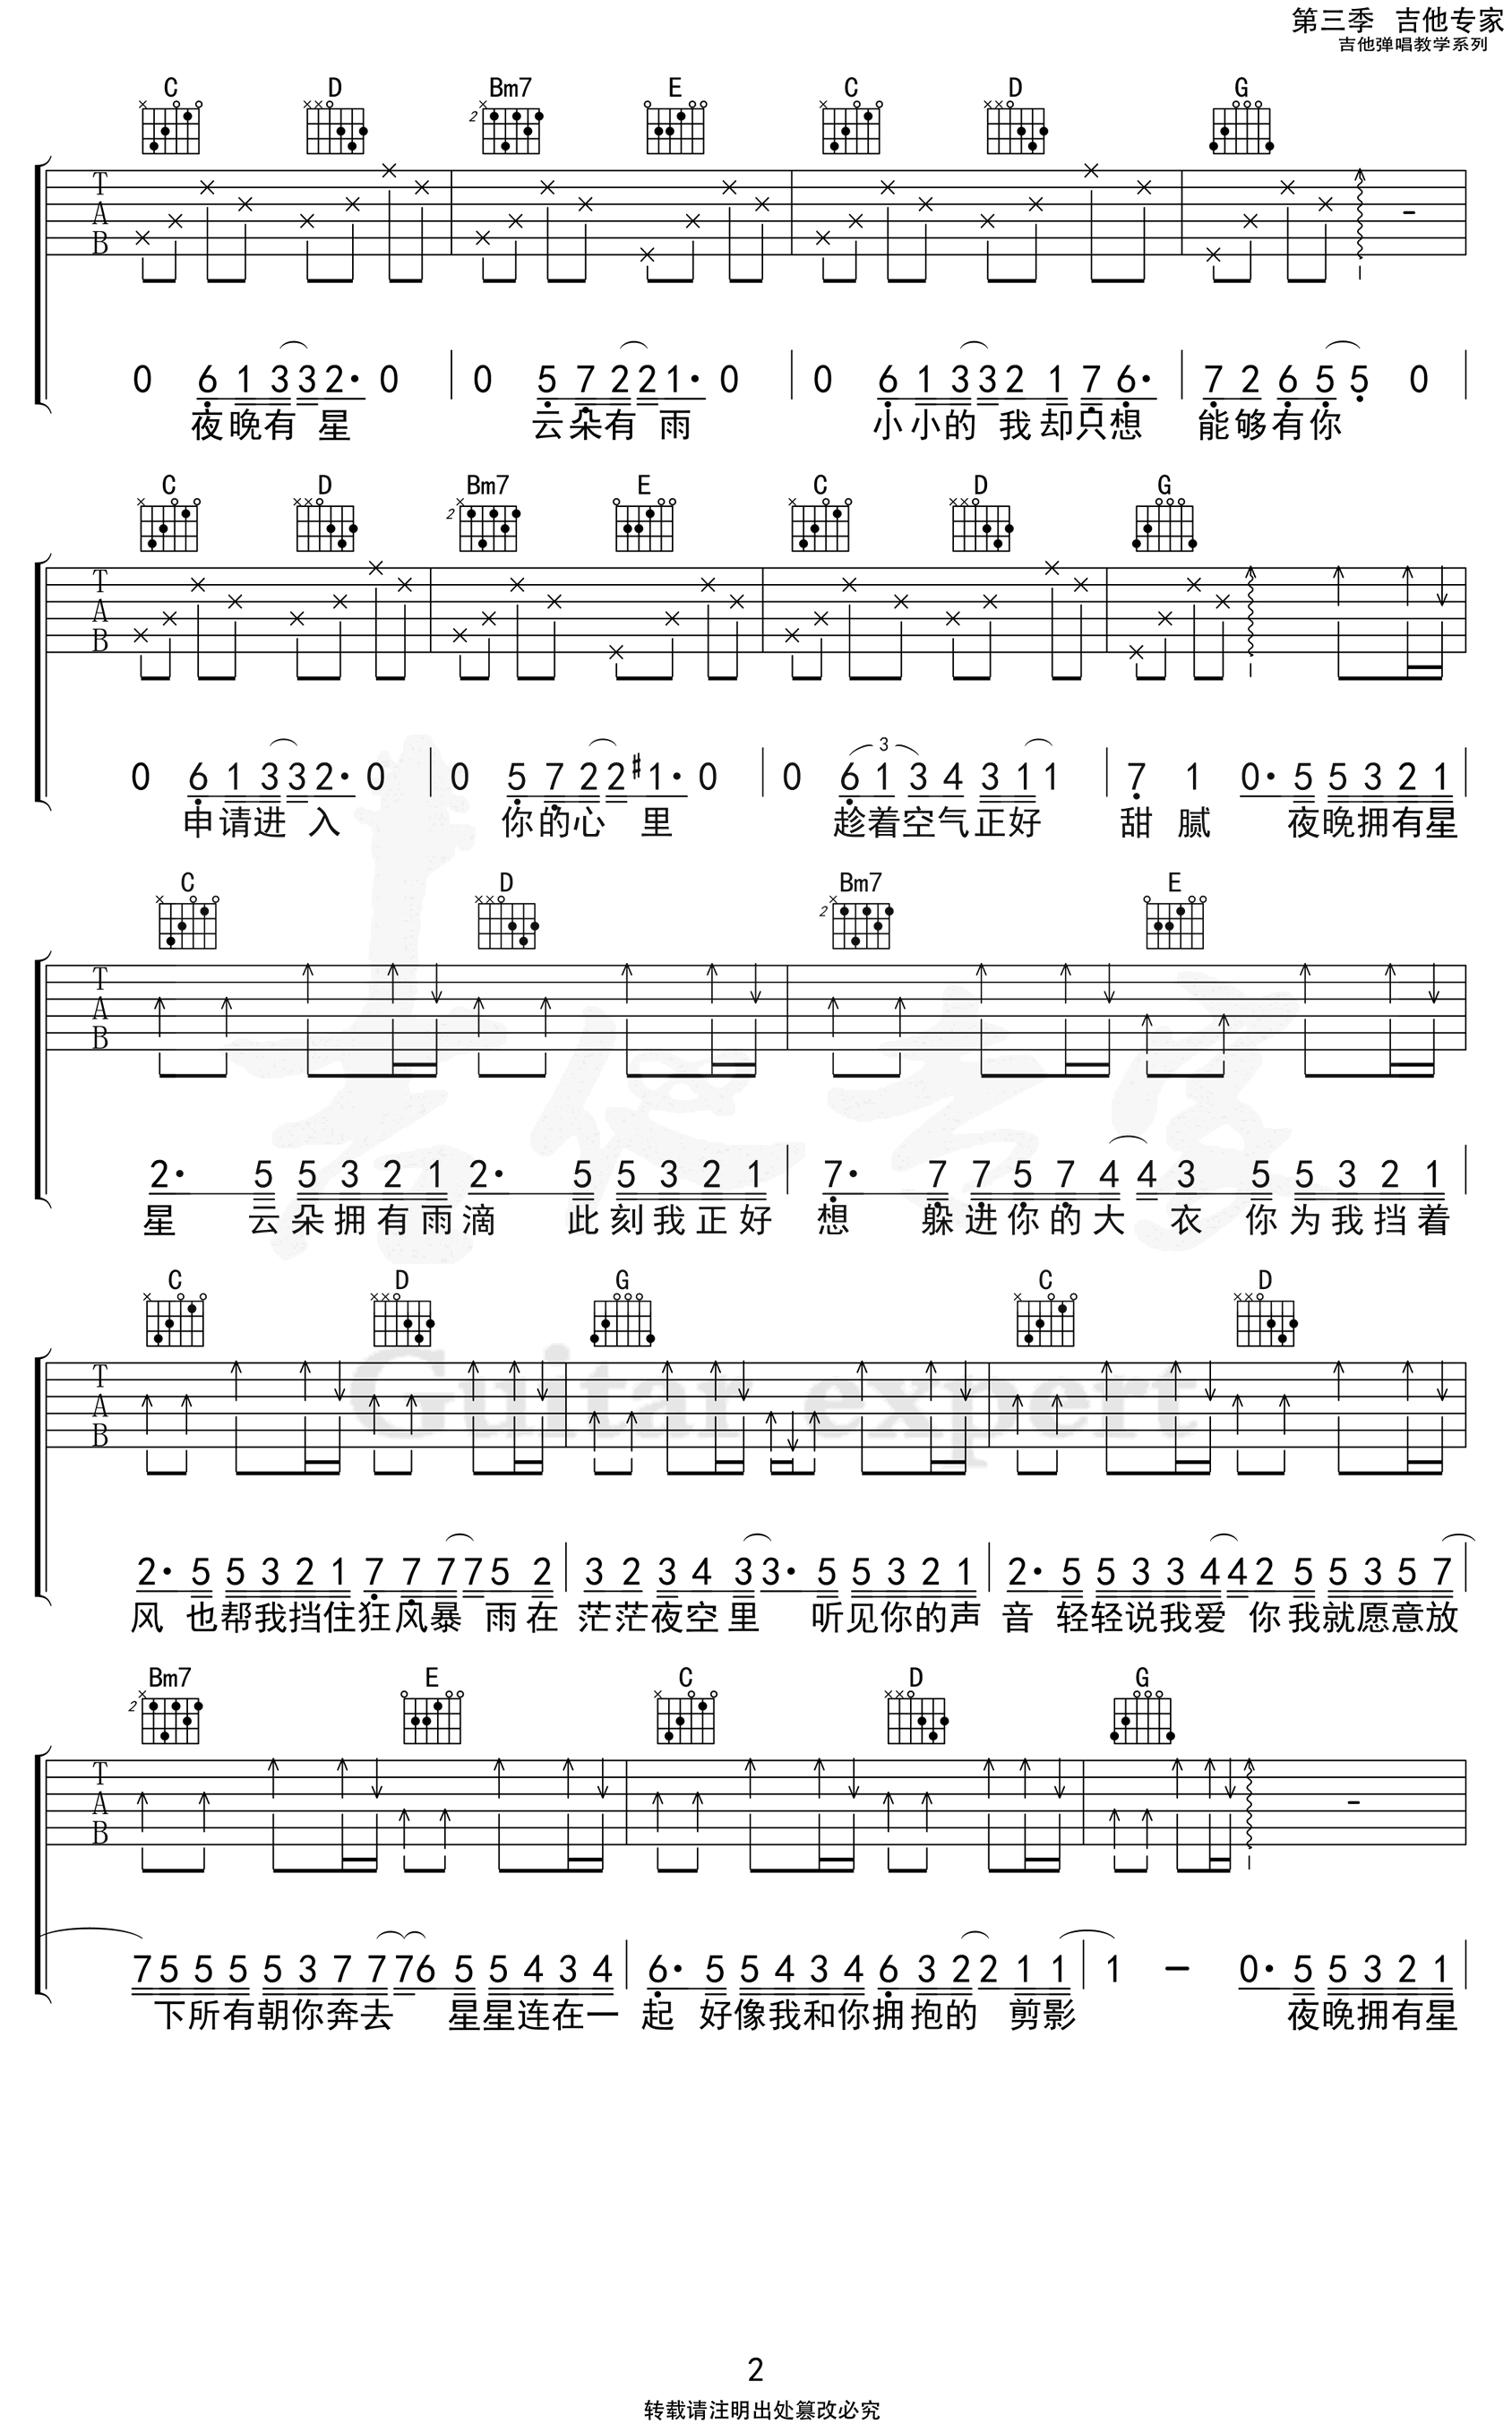 第三季 吉他专家
吉他弹唱教学系列
C D Bm7 E C D G
2
T A B
0 6 1 3 3 2· 0 0 5 7 2 2 1· 0 0 6 1 3 3 2 1 7 6· 7 2 6 5 5 0
夜晚有 星 云朵有 雨 小小的 我却只想 能够有你
C D Bm7 E C D G
2
T A B
3
0 6 1 3 3 2· 0 0 5 7 2 2 #1· 0 0 6 1 3 4 3 1 1 7 1 0· 5 5 3 2 1
申请进 入 你的心 里 趁着空气正好 甜 腻 夜晚拥有星
C D Bm7 E
2
T A B
2· 5 5 3 2 1 2· 5 5 3 2 1 7· 7 7 5 7 4 4 3 5 5 3 2 1
星 云朵拥有雨滴 此刻我正好 想 躲进你的大 衣 你为我挡着
C D G C D
T A B
2· 5 5 3 2 1 7 7 7 7 5 2 3 2 3 4 3 3· 5 5 3 2 1 2· 5 5 3 3 4 4 2 5 5 3 5 7
风 也帮我挡住狂风暴 雨在 茫茫夜空里 听见你的声 音 轻轻说我爱 你我就愿意放
Bm7 E C D G
2
T A B
7 5 5 5 5 3 7 7 7 6 5 5 4 3 4 6· 5 5 4 3 4 6 3 2 2 1 1 1 – 0· 5 5 3 2 1
下所有朝你奔去 星星连在一 起 好像我和你拥抱的 剪影 夜晚拥有星
吉他专家
Guitar expert
2
转载请注明出处篡改必究